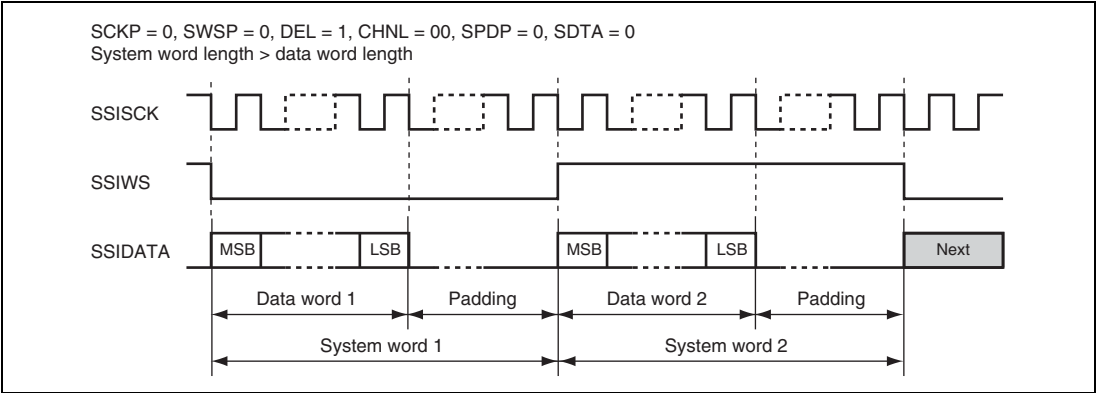 SCKP = 0, SWSP = 0, DEL = 1, CHNL = 00, SPDP = 0, SDTA = 0
System word length > data word length
SSISCK
SSIWS
SSIDATA
MSB
LSB
MSB
LSB
Next
Data word 1
Padding
Data word 2
Padding
System word 1
System word 2